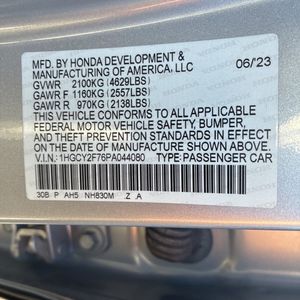 MFD. BY HONDA DEVELOPMENT &
MANUFACTURING OF AMERICA, LLC 06/23
GVWR 2100KG (4629LBS)
GAWR F 1160KG (2557LBS)
GAWR R 970KG (2138LBS)
THIS VEHICLE CONFORMS TO ALL APPLICABLE
FEDERAL MOTOR VEHICLE SAFETY, BUMPER,
AND THEFT PREVENTION STANDARDS IN EFFECT ON
THE DATE OF MANUFACTURE SHOWN ABOVE.
V.I.N.: 1HGCY2F76PA044080 TYPE: PASSENGER CAR
30B P AH5 NH830M Z A